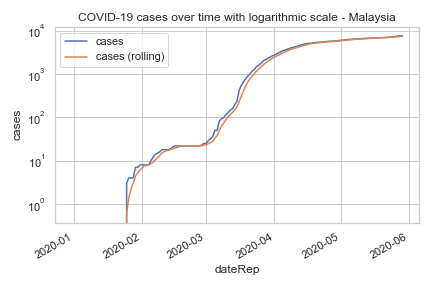 COVID-19 cases over time with logarithmic scale - Malaysia
cases
cases (rolling)
10⁴
10³
10²
10¹
10⁰
cases
2020-01
2020-02
2020-03
2020-04
2020-05
2020-06
dateRep